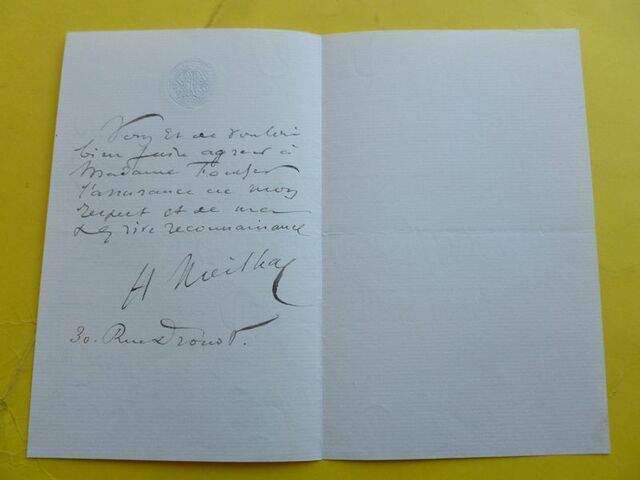 Vous Et de vouloir
bien faire agréer à
Madame
l'assurance de mon
respect et de ma
reconnaissance
H Meilhac
30. Rue Drouot.